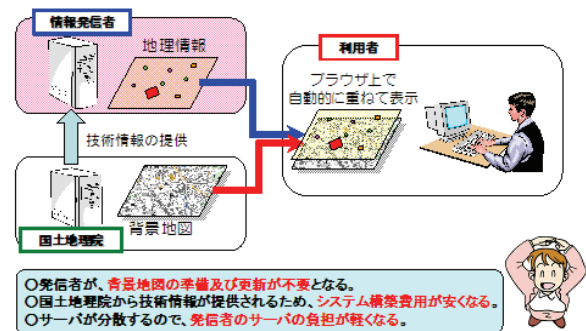 情報発信者
地理情報
利用者
ブラウザ上で
自動的に重ねて表示
技術情報の提供
背景地図
国土地理院
○発信者が、背景地図の準備及び更新が不要となる。
○国土地理院から技術情報が提供されるため、システム構築費用が安くなる。
○サーバが分散するので、発信者のサーバの負担が軽くなる。